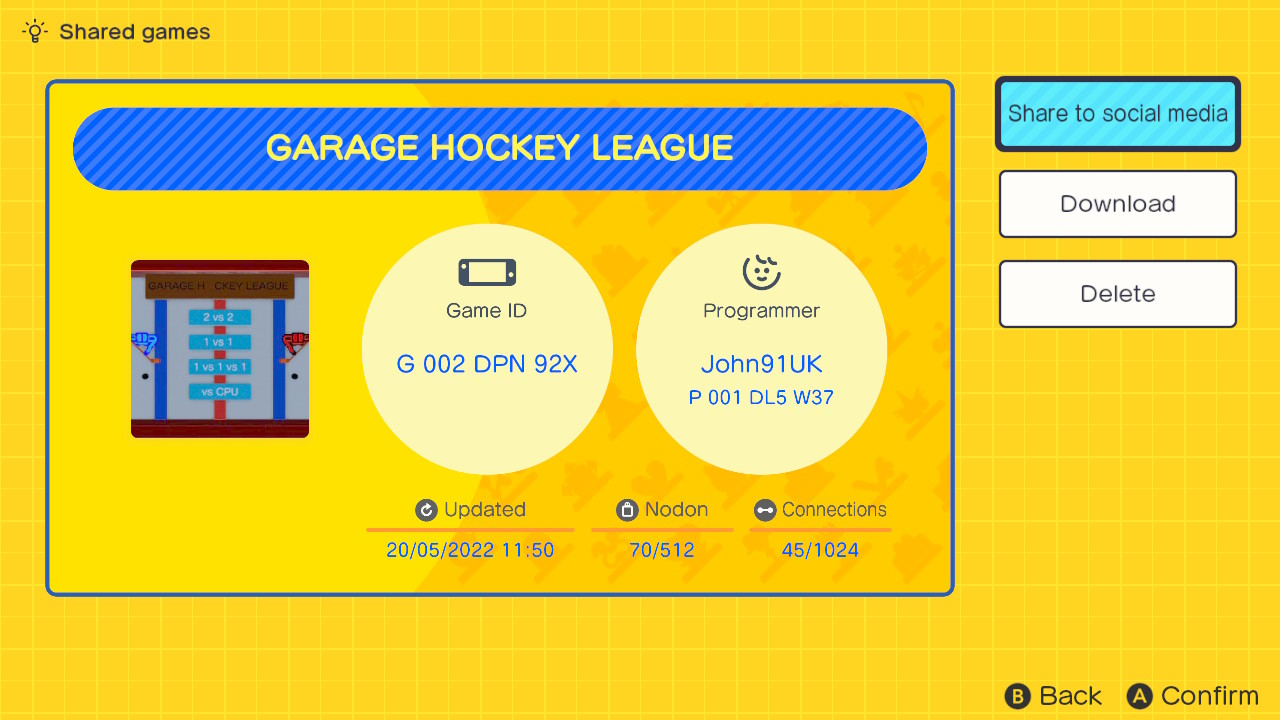 Shared games
GARAGE HOCKEY LEAGUE
Share to social media
Download
Delete
GARAGE H CKEY LEAGUE
2 vs 2
1 vs 1
1 vs 1 vs 1
vs CPU
Game ID
G 002 DPN 92X
Programmer
John91UK
P 001 DL5 W37
Updated
20/05/2022 11:50
Nodon
70/512
Connections
45/1024
B Back
A Confirm